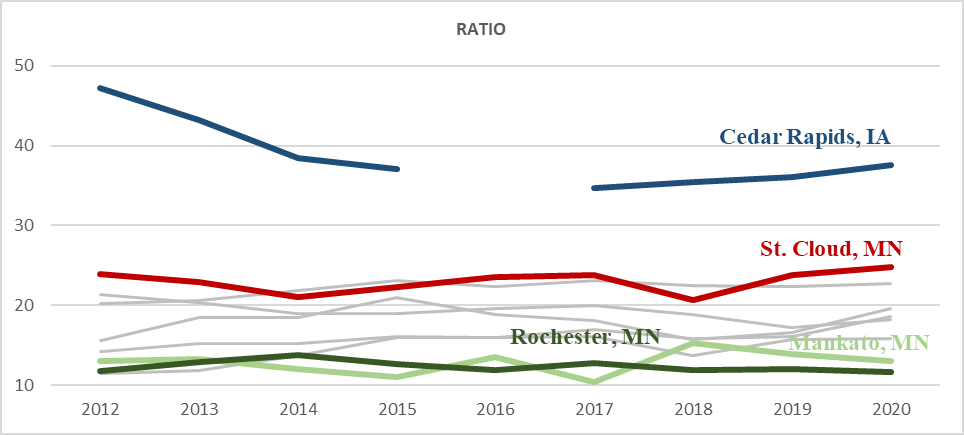 RATIO
50
40
30
20
10
Cedar Rapids, IA
St. Cloud, MN
Rochester, MN
Mankato, MN
2012 2013 2014 2015 2016 2017 2018 2019 2020